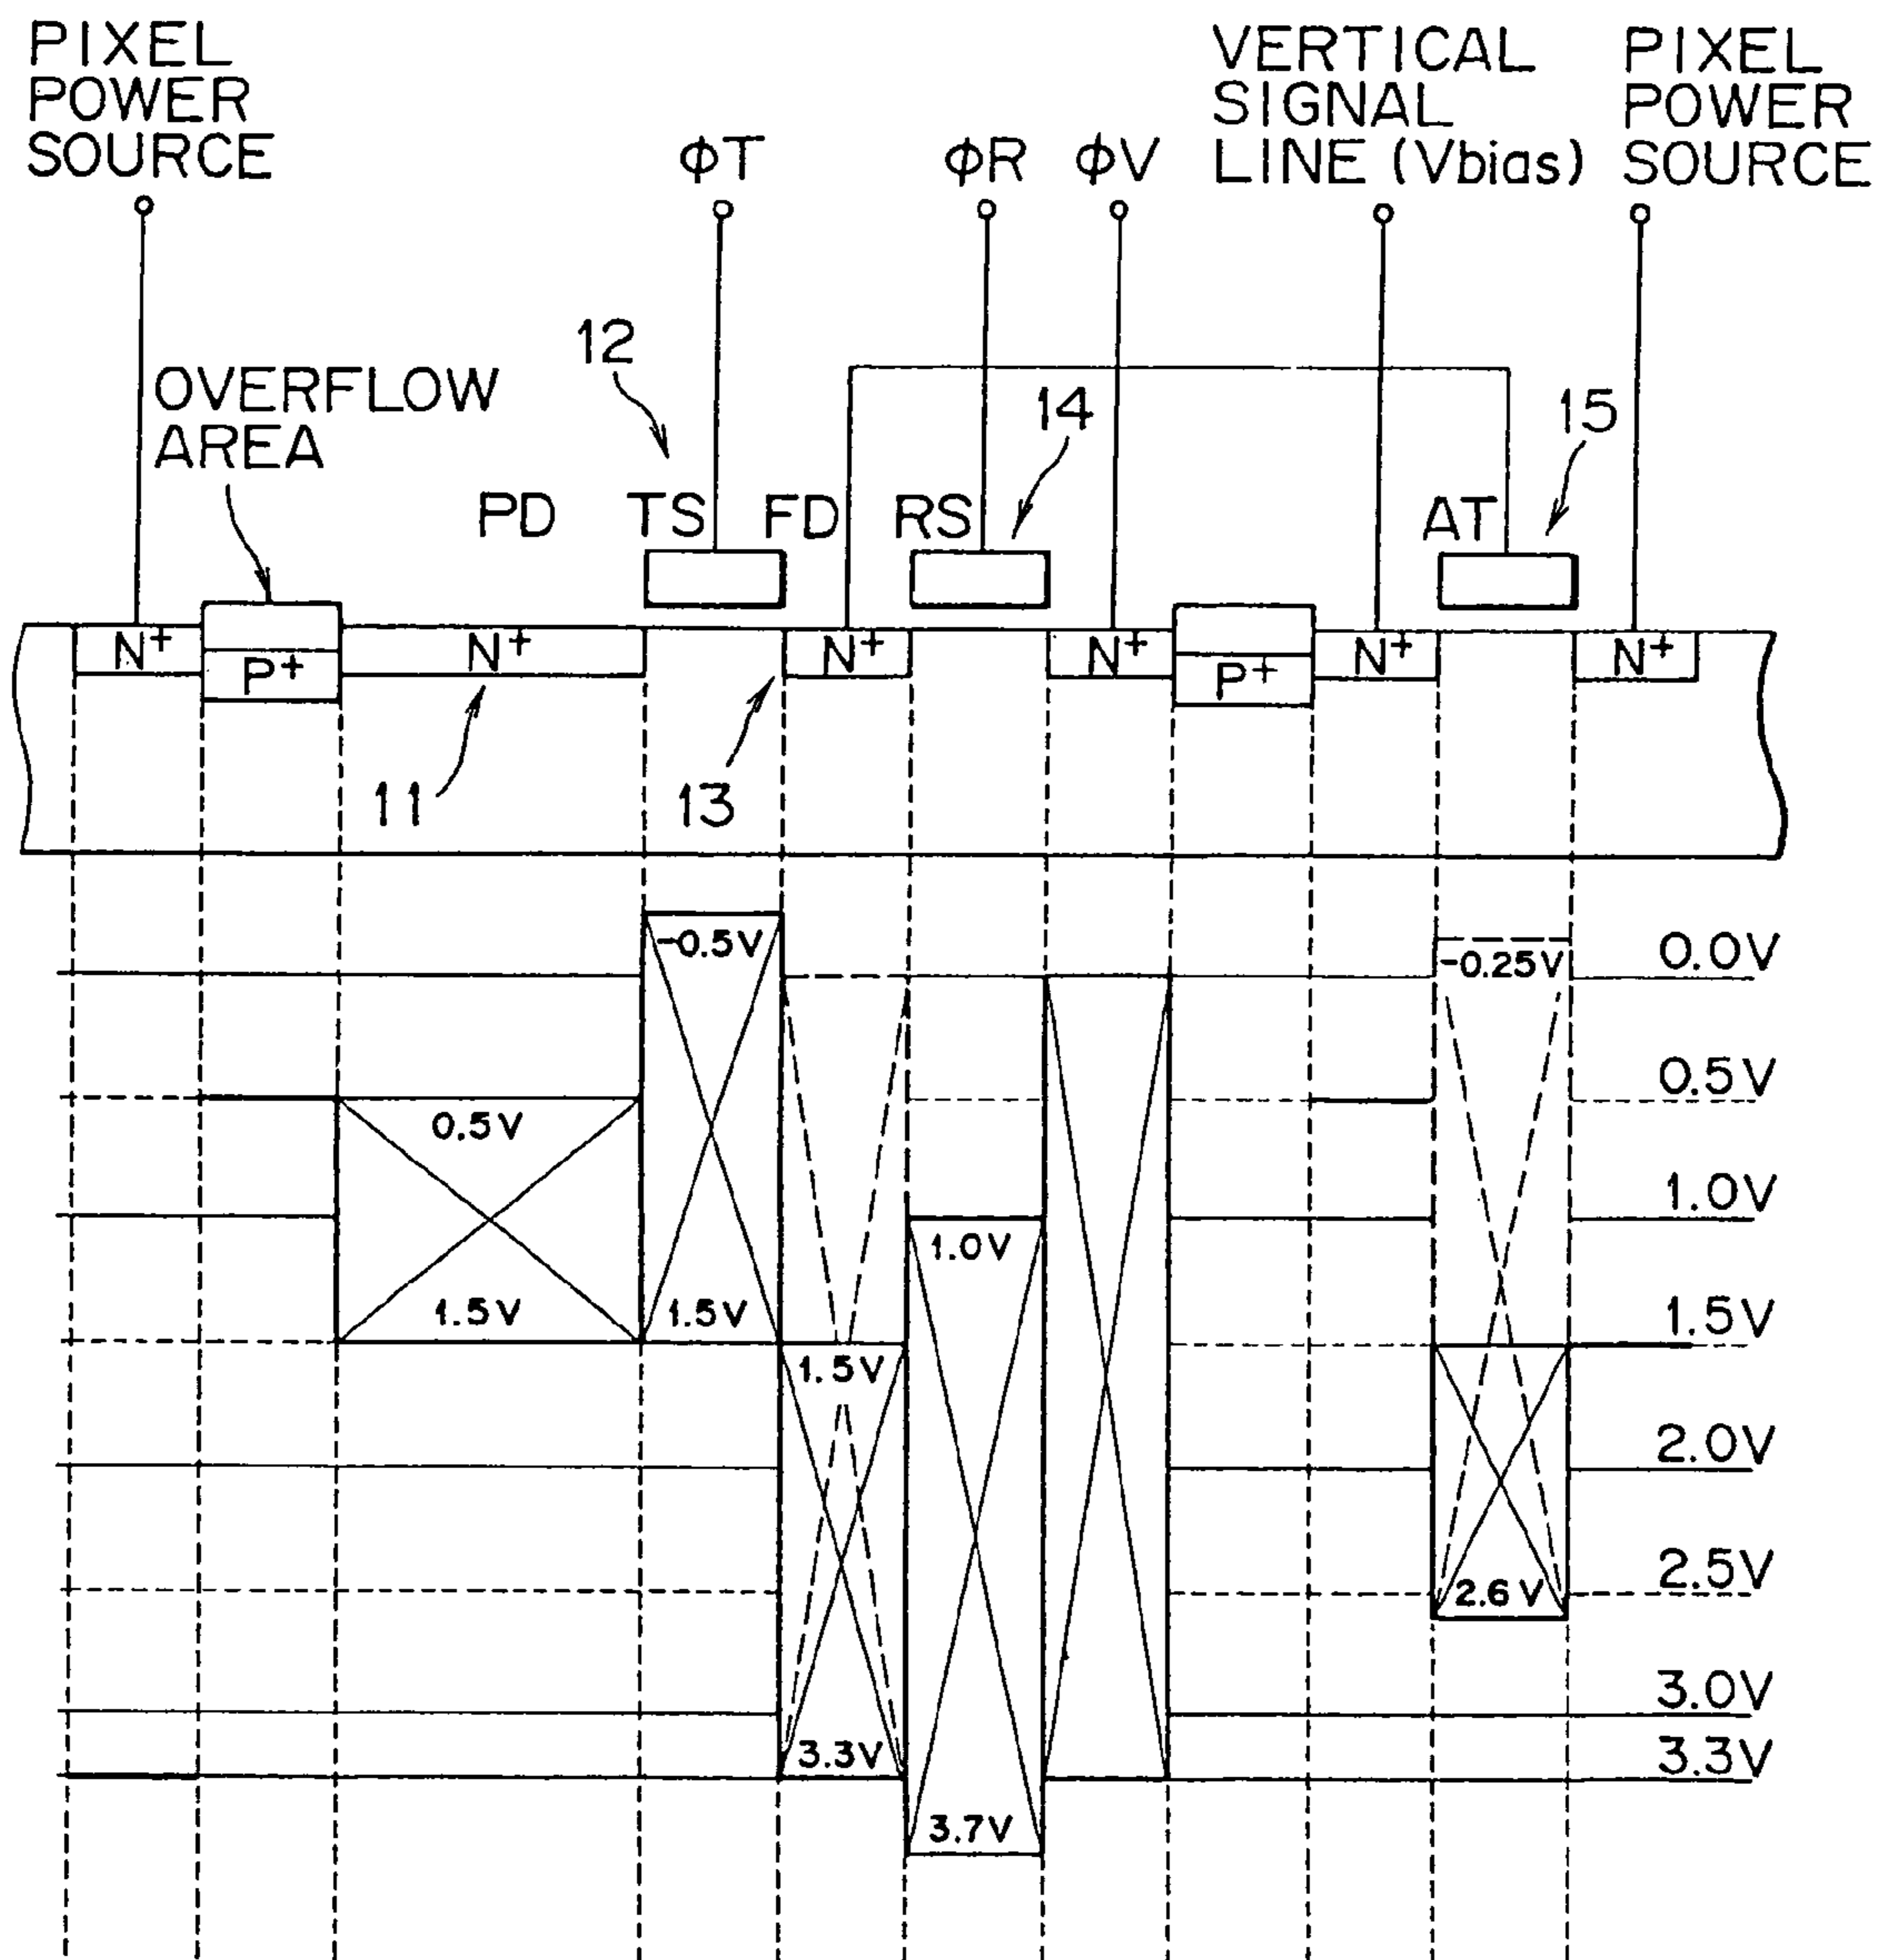 PIXEL
POWER
SOURCE
ΦT
ΦR
ΦV
VERTICAL
SIGNAL
LINE (Vbias)
PIXEL
POWER
SOURCE
12
OVERFLOW
AREA
14
15
PD
TS
FD
RS
AT
N+
P+
N+
N+
N+
P+
N+
N+
11
13
-0.5V
-0.25V
0.0V
0.5V
0.5V
1.0V
1.0V
1.5V
1.5V
1.5V
1.5V
2.0V
2.6V
2.5V
3.0V
3.3V
3.3V
3.7V